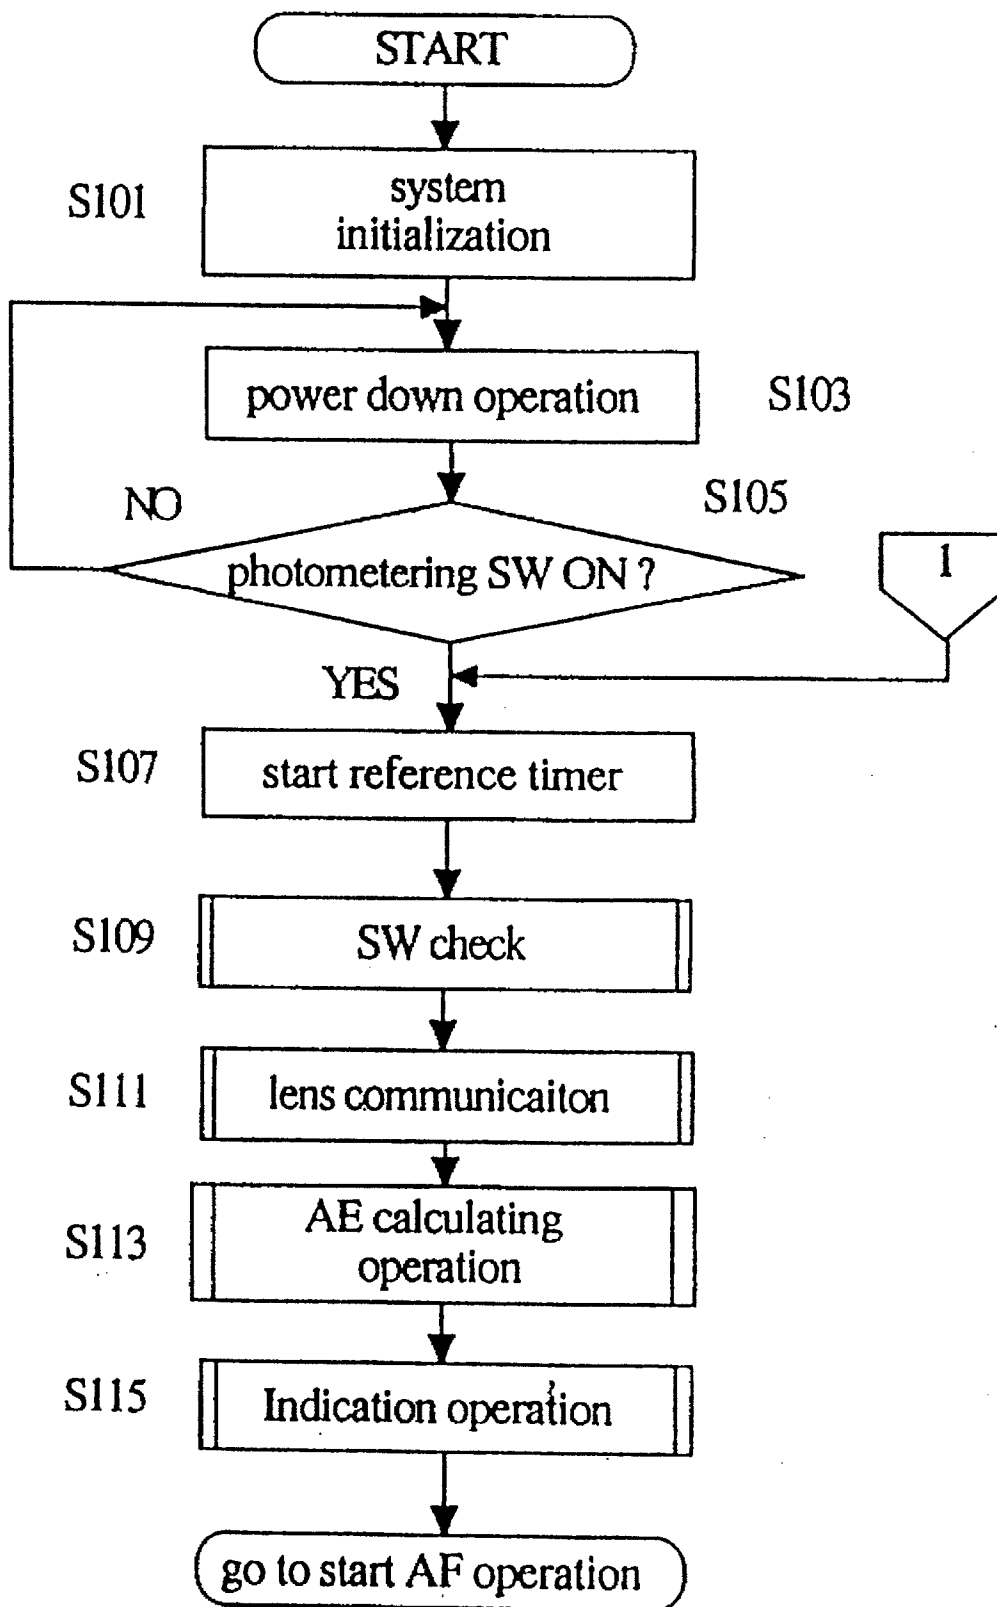 START
S101
system
initialization
power down operation
S103
NO
S105
photometering SW ON ?
1
YES
S107
start reference timer
S109
SW check
S111
lens communicaiton
S113
AE calculating
operation
S115
Indication operation
go to start AF operation